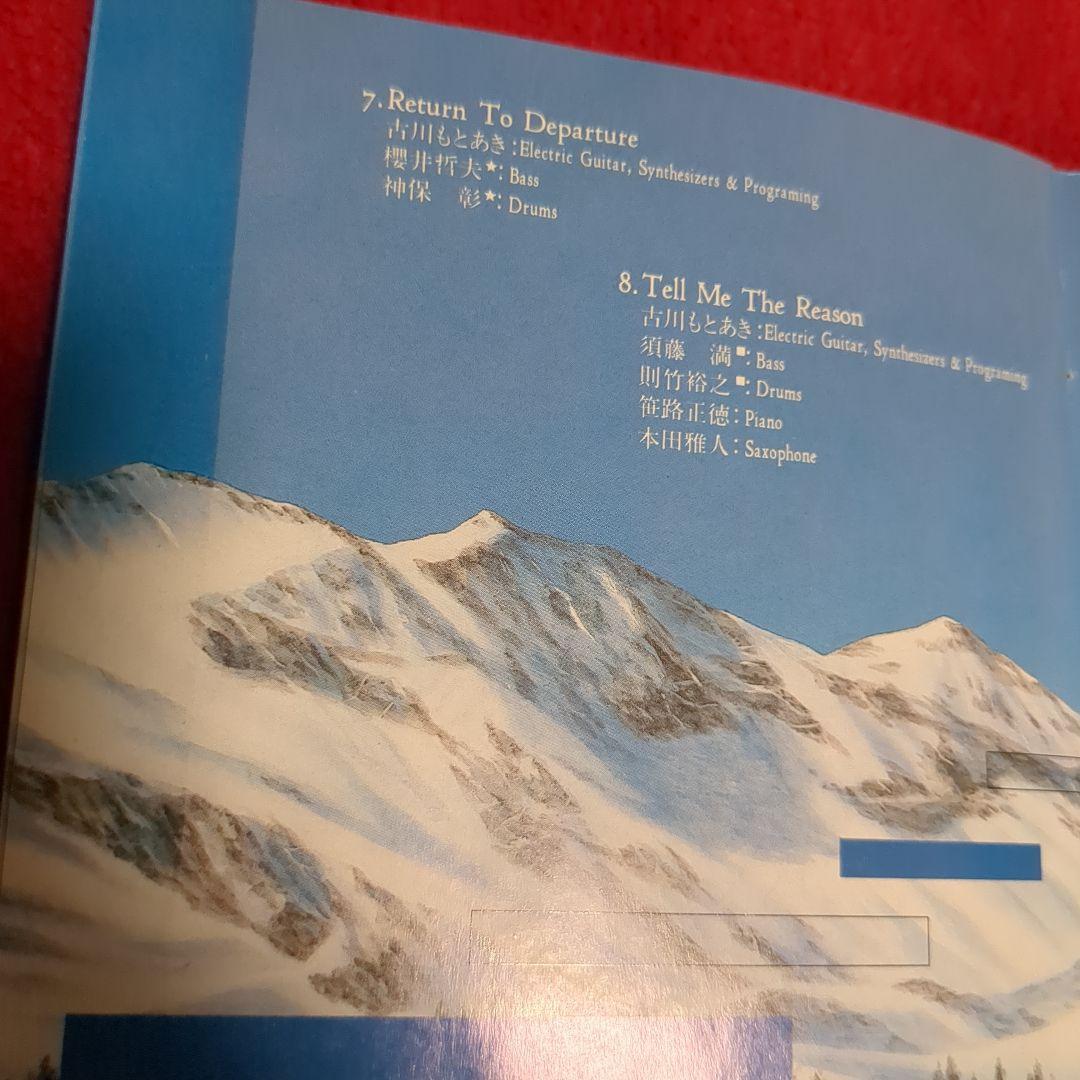 7. Return To Departure
古川もとあき : Electric Guitar, Synthesizers & Programing
櫻井哲夫★ : Bass
神保　彰★ : Drums
8. Tell Me The Reason
古川もとあき : Electric Guitar, Synthesizers & Programing
須藤　満■ : Bass
則竹裕之■ : Drums
笹路正徳 : Piano
本田雅人 : Saxophone